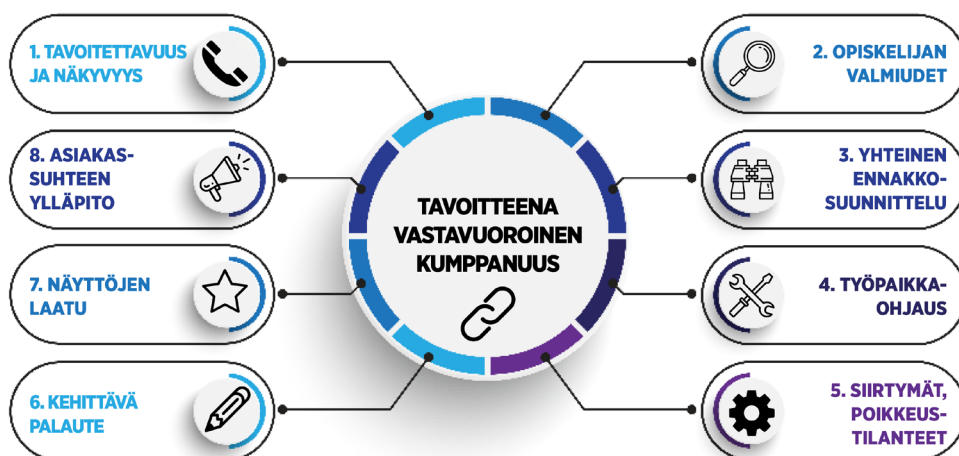 1. TAVOITETTAVUUS
JA NÄKYVYYS
2. OPISKELIJAN
VALMIUDET
8. ASIAKAS-
SUHTEEN
YLLÄPITO
3. YHTEINEN
ENNAKKO-
SUUNNITTELU
TAVOITTEENA
VASTAVUOROINEN
KUMPPANUUS
7. NÄYTTÖJEN
LAATU
4. TYÖPAIKKA-
OHJAUS
6. KEHITTÄVÄ
PALAUTE
5. SIIRTYMÄT,
POIKKEUS-
TILANTEET